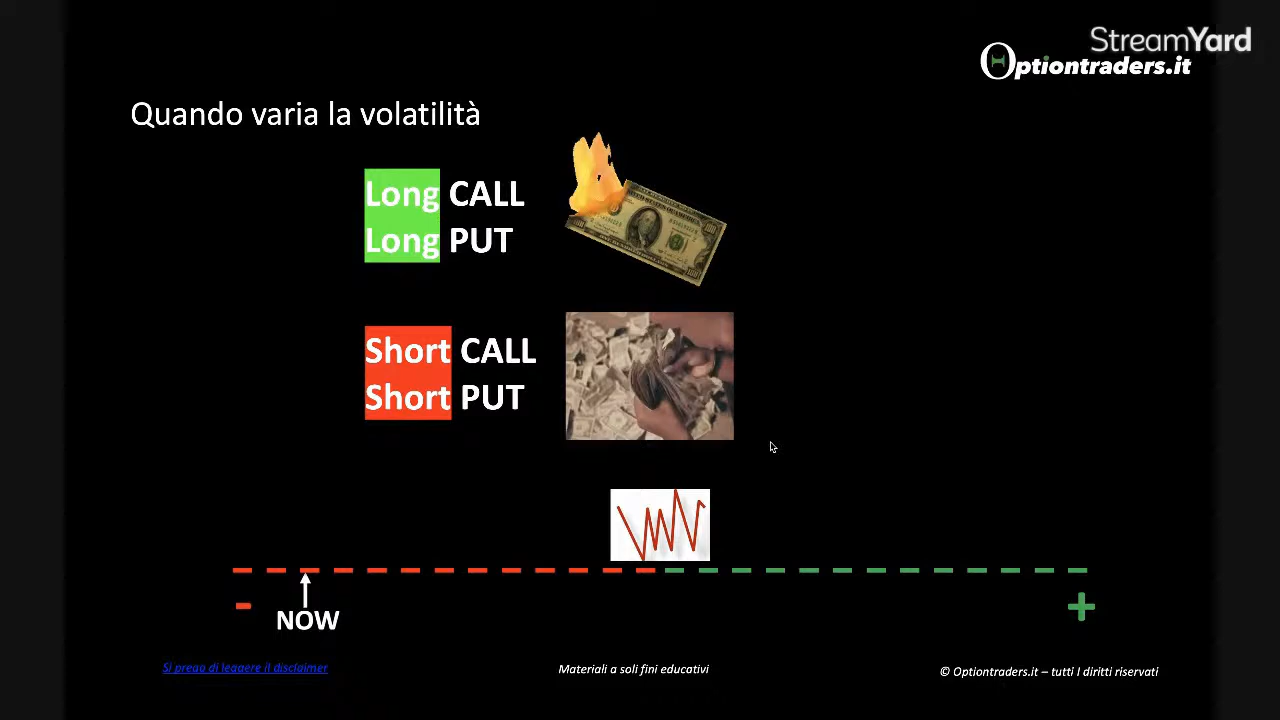 StreamYard
Optiontraders.it
Quando varia la volatilità
Long CALL
Long PUT
Short CALL
Short PUT
-
+
NOW
Si prega di leggere il disclaimer
Materiali a soli fini educativi
© Optiontraders.it – tutti I diritti riservati